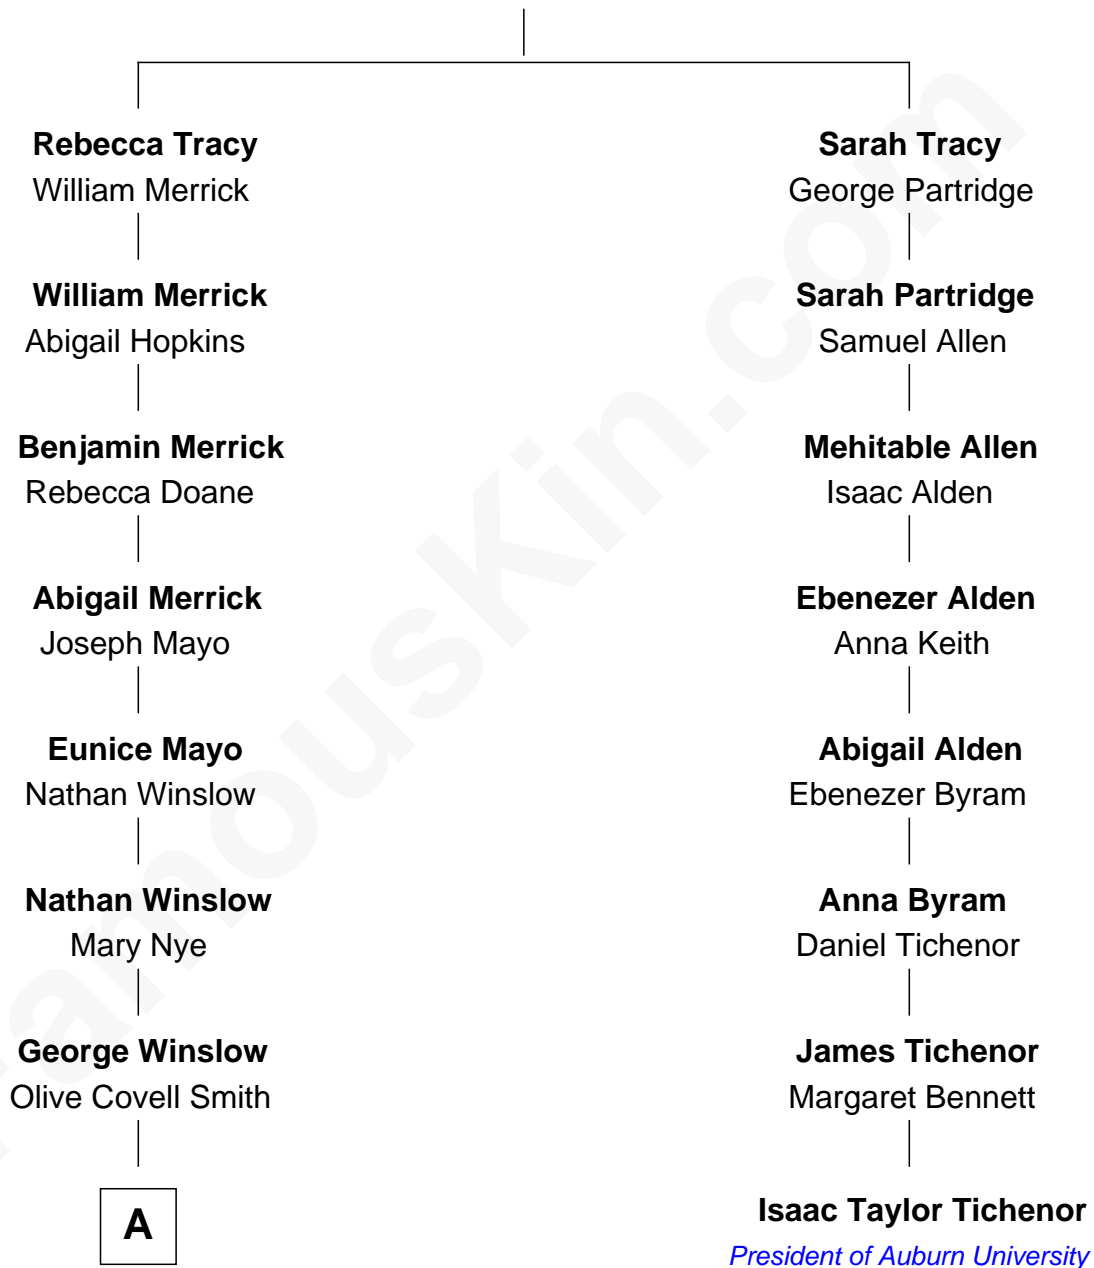 Rebecca Tracy
William Merrick
William Merrick
Abigail Hopkins
Benjamin Merrick
Rebecca Doane
Abigail Merrick
Joseph Mayo
Eunice Mayo
Nathan Winslow
Nathan Winslow
Mary Nye
George Winslow
Olive Covell Smith
A
Sarah Tracy
George Partridge
Sarah Partridge
Samuel Allen
Mehitable Allen
Isaac Alden
Ebenezer Alden
Anna Keith
Abigail Alden
Ebenezer Byram
Anna Byram
Daniel Tichenor
James Tichenor
Margaret Bennett
Isaac Taylor Tichenor
President of Auburn University
FamousKin.com